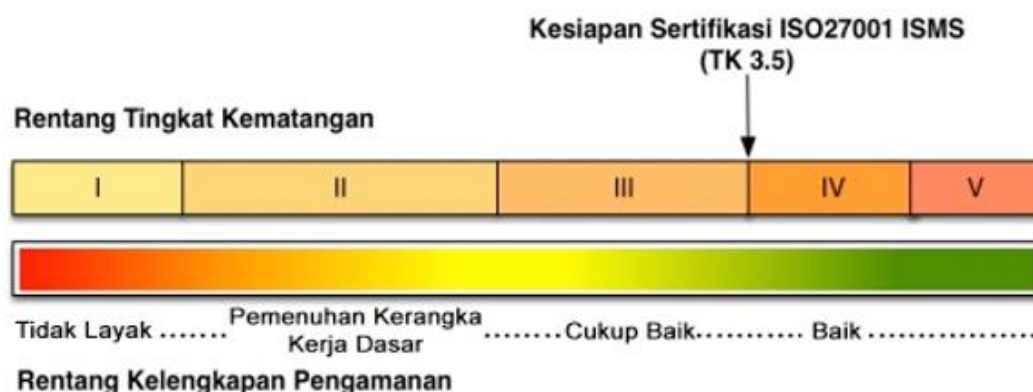 Kesiapan Sertifikasi ISO27001 ISMS
(TK 3.5)
Rentang Tingkat Kematangan
I II III IV V
Tidak Layak ....... Pemenuhan Kerangka Kerja Dasar ........ Cukup Baik........... Baik .................
Rentang Kelengkapan Pengamanan